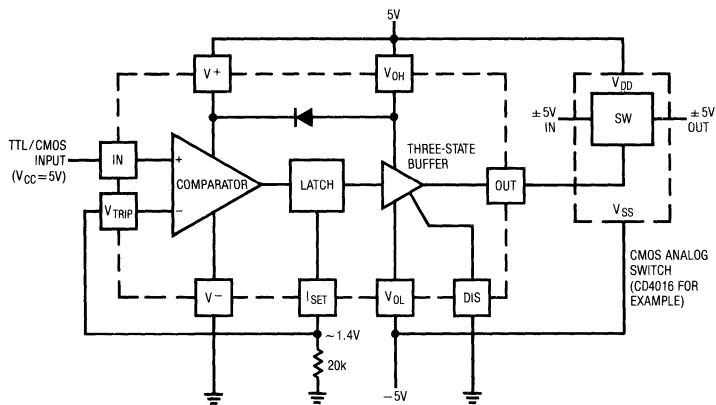 5V
V+
VOH
VDD
±5V
IN
SW
±5V
OUT
TTL/CMOS
INPUT
(VCC=5V)
IN
+
COMPARATOR
LATCH
THREE-STATE
BUFFER
OUT
VTRIP
−
VSS
V−
ISET
VOL
DIS
CMOS ANALOG
SWITCH
(CD4016 FOR
EXAMPLE)
~1.4V
20k
−5V